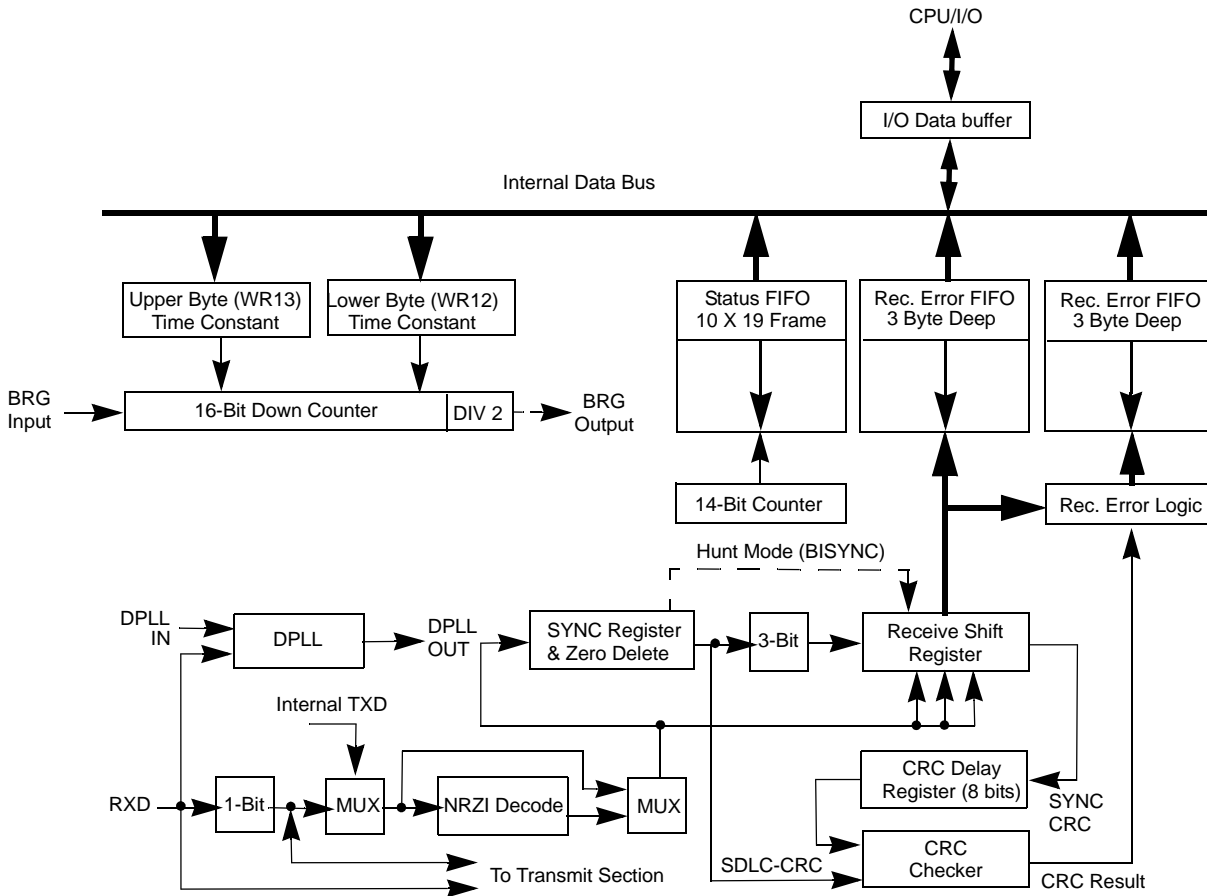 CPU/I/O
I/O Data buffer
Internal Data Bus
Upper Byte (WR13)
Time Constant
Lower Byte (WR12)
Time Constant
Status FIFO
10 X 19 Frame
Rec. Error FIFO
3 Byte Deep
Rec. Error FIFO
3 Byte Deep
BRG
Input
16-Bit Down Counter
DIV 2
BRG
Output
14-Bit Counter
Rec. Error Logic
Hunt Mode (BISYNC)
DPLL
IN
DPLL
DPLL
OUT
SYNC Register
& Zero Delete
3-Bit
Receive Shift
Register
Internal TXD
RXD
1-Bit
MUX
NRZI Decode
MUX
CRC Delay
Register (8 bits)
SYNC
CRC
To Transmit Section
SDLC-CRC
CRC
Checker
CRC Result